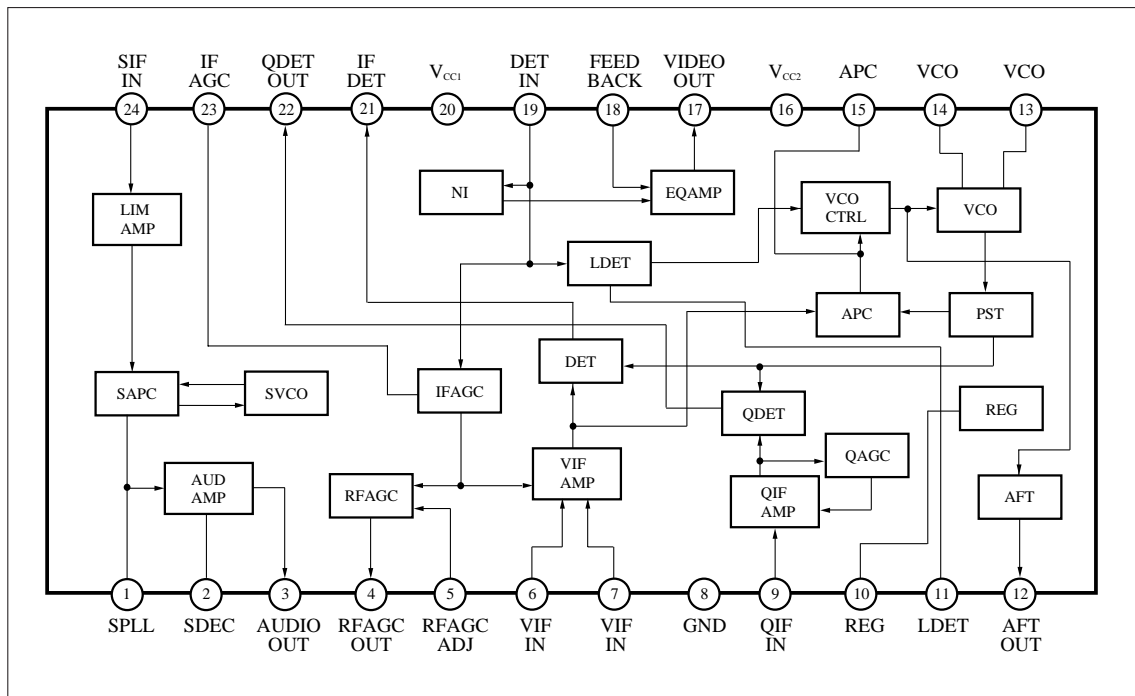 SIF IF QDET IF DET FEED VIDEO
IN AGC OUT DET VCC1 IN BACK OUT VCC2 APC VCO VCO
24 23 22 21 20 19 18 17 16 15 14 13
LIM
AMP
NI
EQAMP
VCO
CTRL
VCO
LDET
APC
PST
DET
SAPC
SVCO
IFAGC
QDET
REG
AUD
AMP
RFAGC
VIF
AMP
QAGC
QIF
AMP
AFT
1 2 3 4 5 6 7 8 9 10 11 12
SPLL SDEC AUDIO RFAGC RFAGC VIF VIF GND QIF REG LDET AFT
OUT OUT ADJ IN IN IN OUT